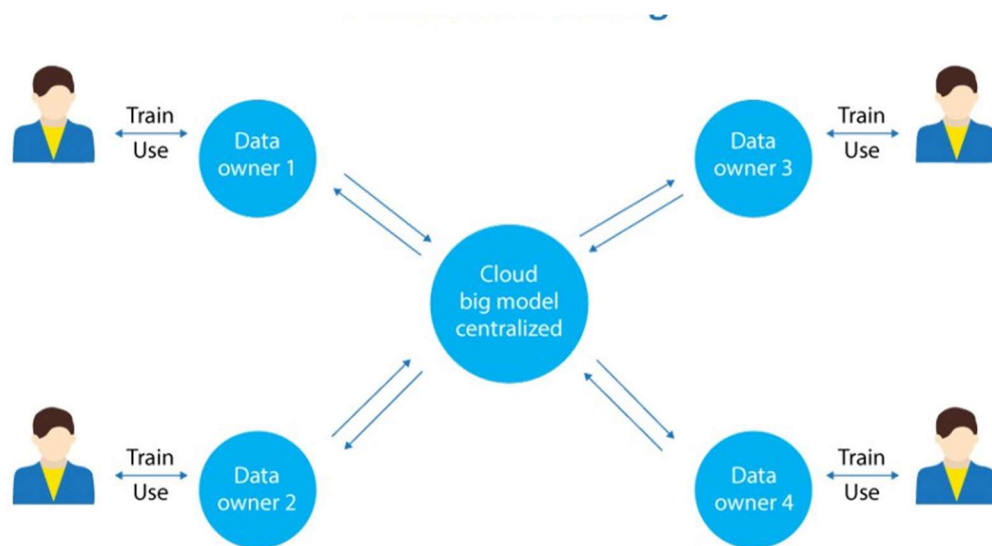 Train
Use
Data
owner 1
Data
owner 3
Train
Use
Cloud
big model
centralized
Train
Use
Data
owner 2
Data
owner 4
Train
Use